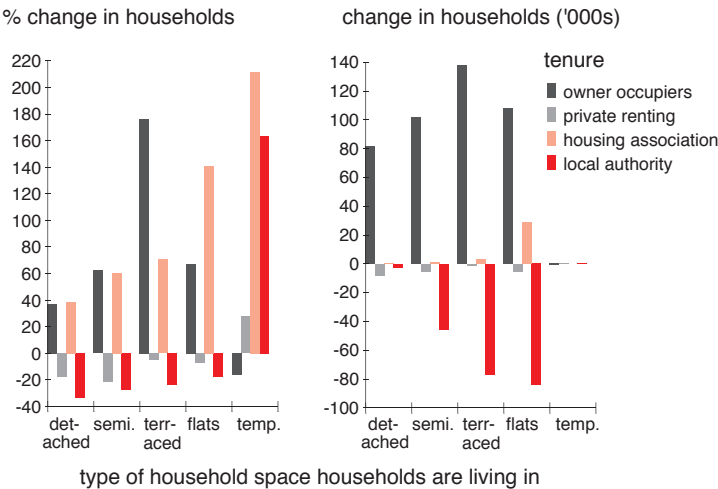 % change in households
220
200
180
160
140
120
100
80
60
40
20
0
-20
-40
det-
ached
semi.
terr-
aced
flats
temp.
change in households ('000s)
140
120
100
80
60
40
20
0
-20
-40
-60
-80
-100
det-
ached
semi.
terr-
aced
flats
temp.
tenure
owner occupiers
private renting
housing association
local authority
type of household space households are living in